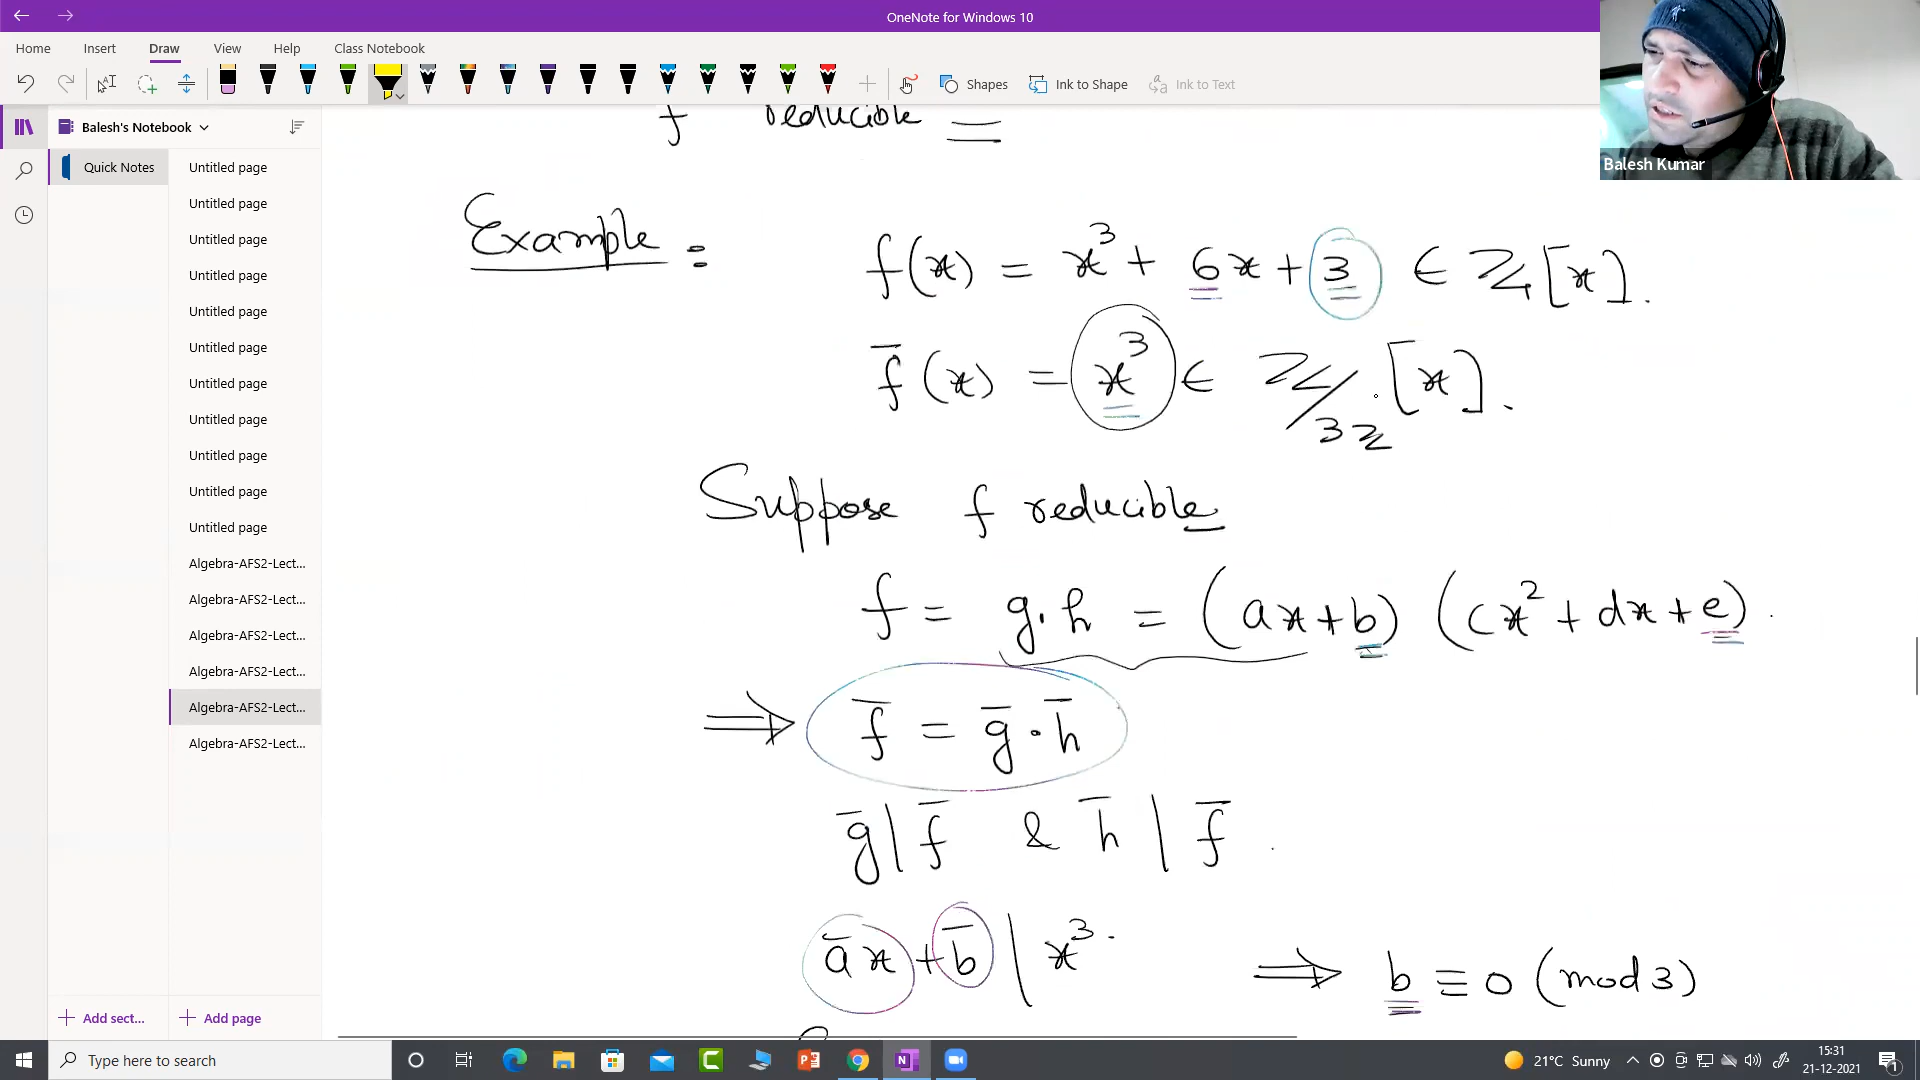 OneNote for Windows 10
Home Insert Draw View Help Class Notebook
Shapes Ink to Shape Ink to Text
Balesh Kumar
Balesh's Notebook
Quick Notes
Untitled page
Untitled page
Untitled page
Untitled page
Untitled page
Untitled page
Untitled page
Untitled page
Untitled page
Untitled page
Untitled page
Algebra-AFS2-Lect...
Algebra-AFS2-Lect...
Algebra-AFS2-Lect...
Algebra-AFS2-Lect...
Algebra-AFS2-Lect...
Algebra-AFS2-Lect...
Add sect...
Add page
f reducible
Example : f(x) = x³ + 6x + 3 ∈ ℤ[x].
f̄(x) = x³ ∈ ℤ/3ℤ [x].
Suppose f reducible
f = g·h = (ax+b) (cx² + dx + e).
⟹ f̄ = ḡ · h̄
ḡ | f̄ & h̄ | f̄ .
āx + b̄ | x³. ⟹ b ≡ 0 (mod 3)
Type here to search
21°C Sunny
15:31
21-12-2021
1